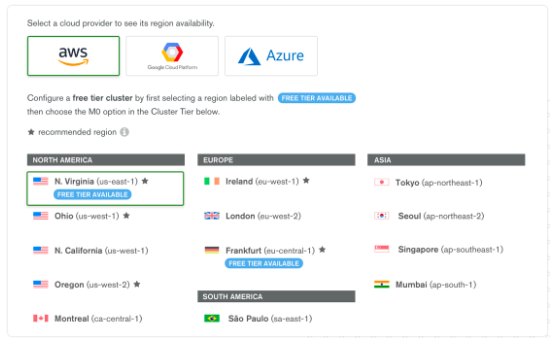 Select a cloud provider to see its region availability.
aws
Google Cloud Platform
Azure
Configure a free tier cluster by first selecting a region labeled with FREE TIER AVAILABLE
then choose the M0 option in the Cluster Tier below.
★ recommended region i
NORTH AMERICA
N. Virginia (us-east-1) ★
FREE TIER AVAILABLE
Ohio (us-west-1) ★
N. California (us-west-1)
Oregon (us-west-2) ★
Montreal (ca-central-1)
EUROPE
Ireland (eu-west-1) ★
London (eu-west-2)
Frankfurt (eu-central-1) ★
FREE TIER AVAILABLE
SOUTH AMERICA
São Paulo (sa-east-1)
ASIA
Tokyo (ap-northeast-1)
Seoul (ap-northeast-2)
Singapore (ap-southeast-1)
Mumbai (ap-south-1)